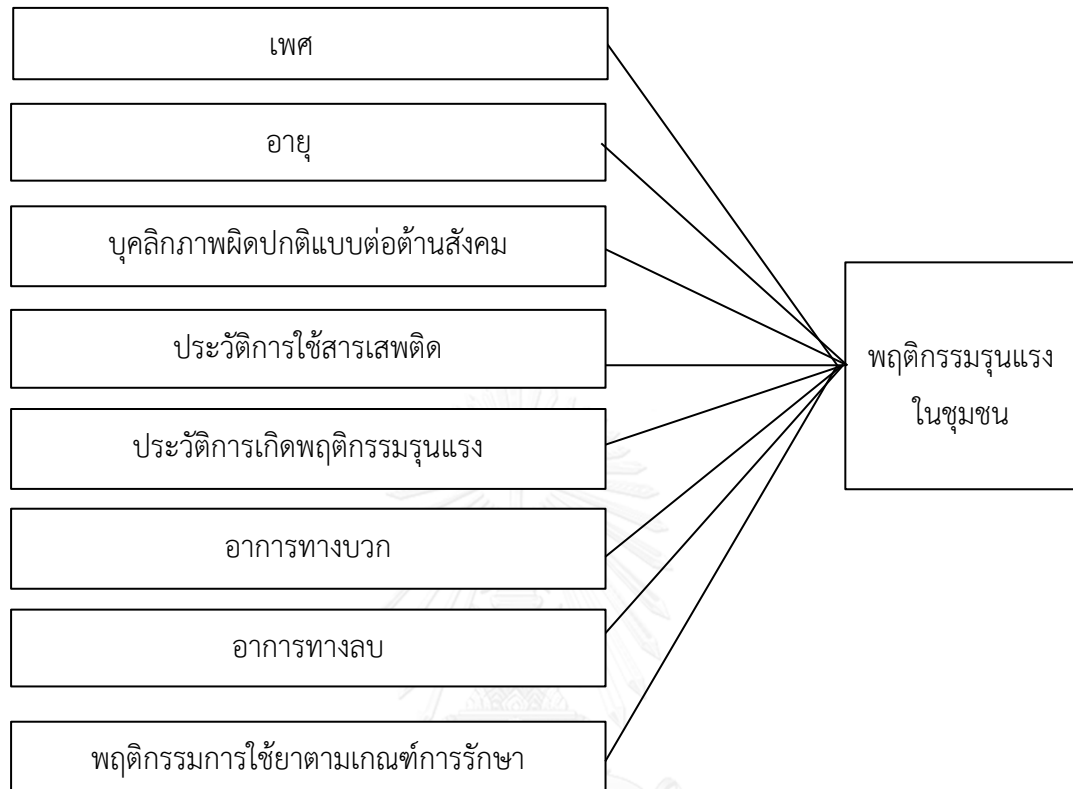 เพศ
อายุ
บุคลิกภาพผิดปกติแบบต่อต้านสังคม
ประวัติการใช้สารเสพติด
ประวัติการเกิดพฤติกรรมรุนแรง
อาการทางบวก
อาการทางลบ
พฤติกรรมการใช้ยาตามเกณฑ์การรักษา
พฤติกรรมรุนแรง
ในชุมชน